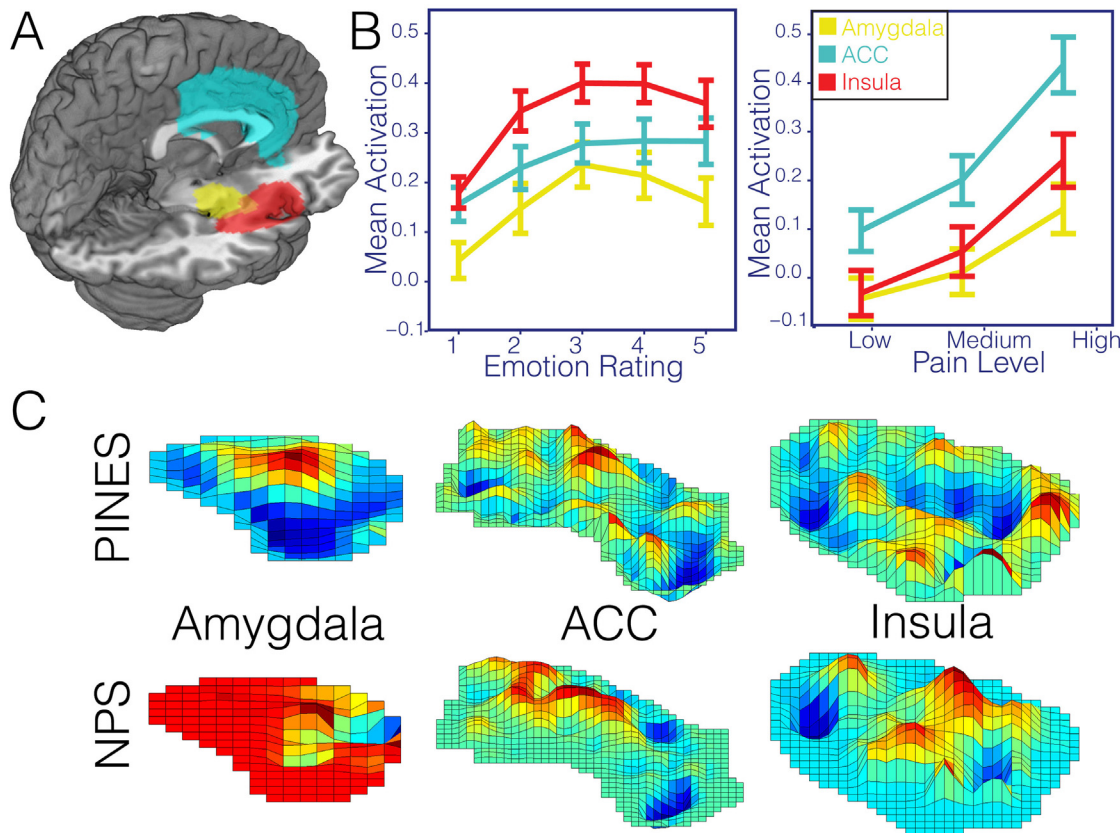 A
B
0.5
0.4
0.3
0.2
0.1
0.0
−0.1
Mean Activation
1 2 3 4 5
Emotion Rating
0.5
0.4
0.3
0.2
0.1
0.0
−0.1
Mean Activation
Amygdala
ACC
Insula
Low Medium High
Pain Level
C
PINES
Amygdala ACC Insula
NPS